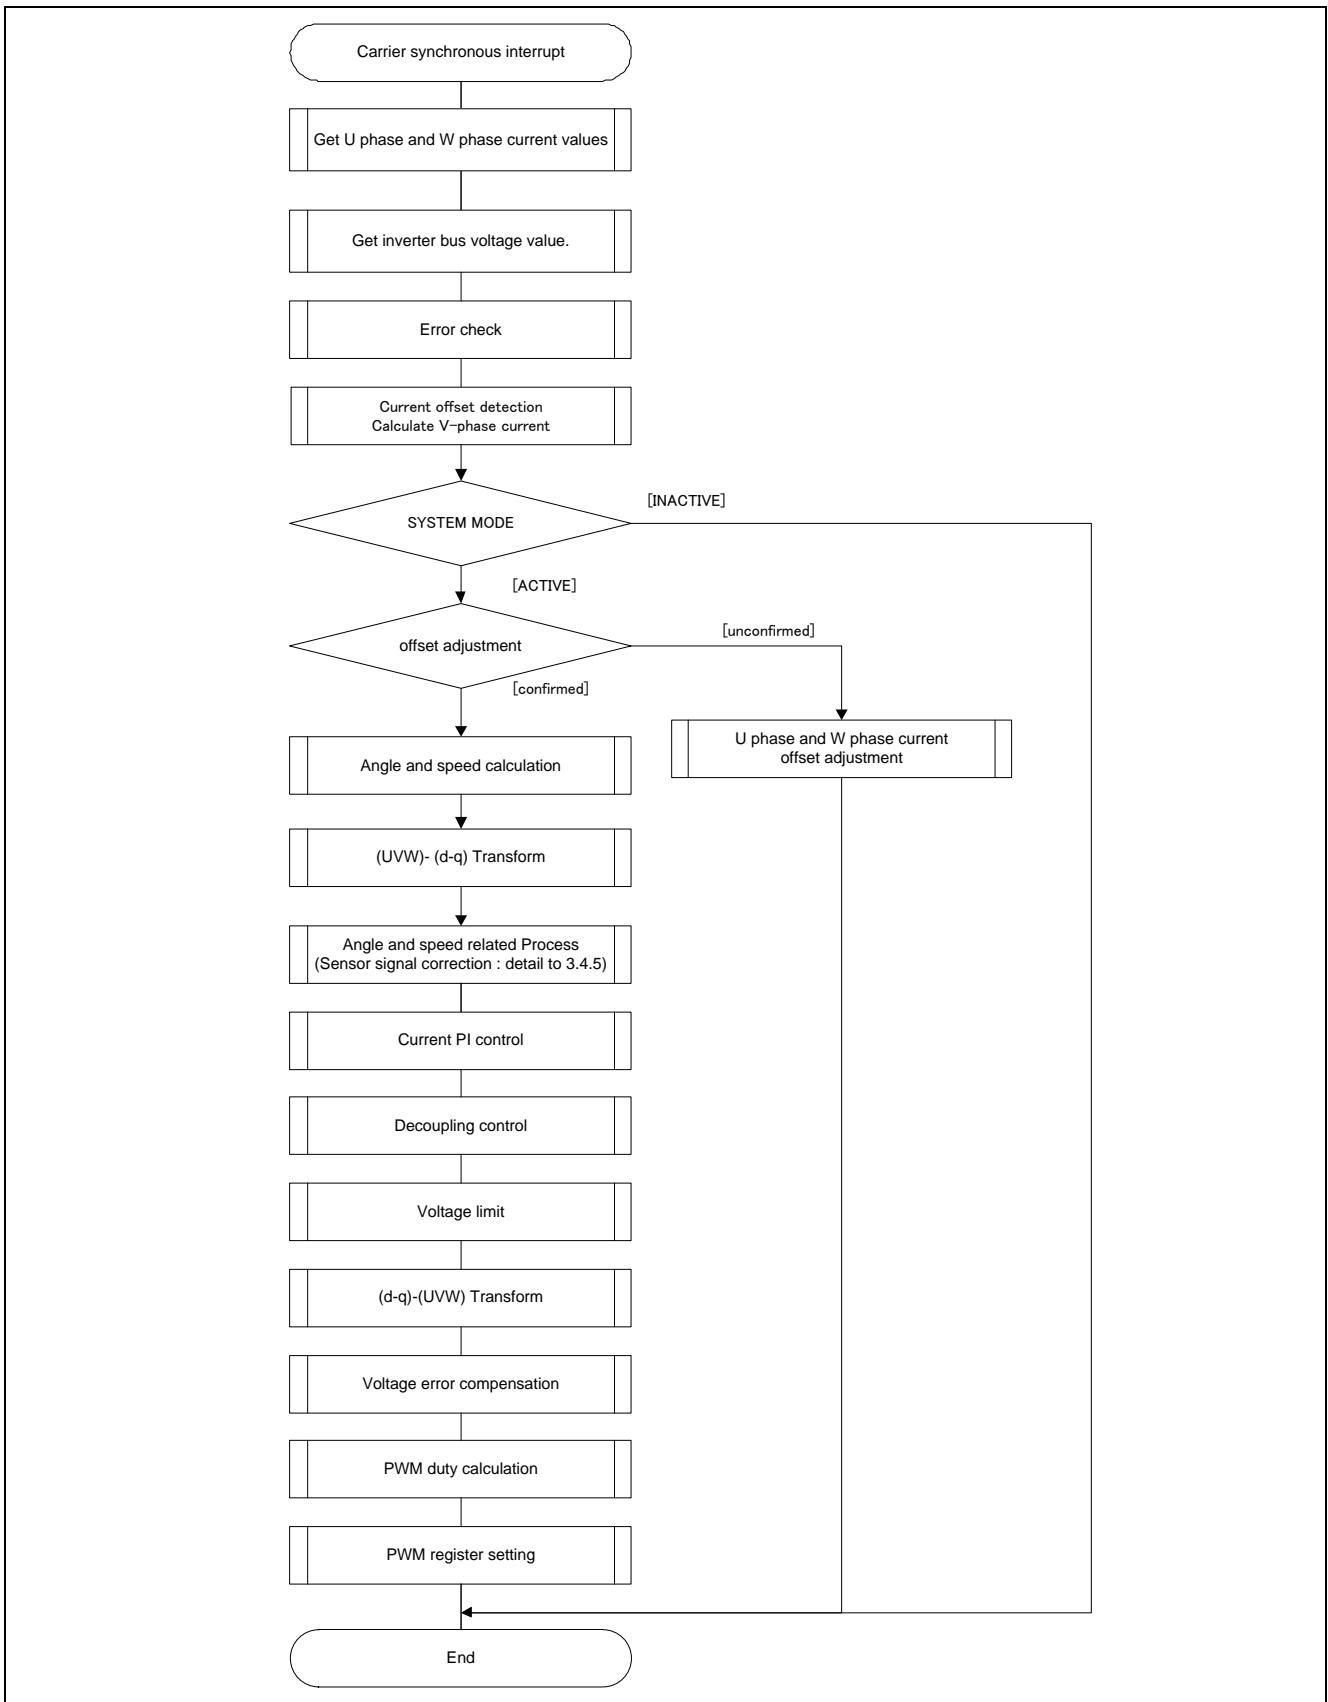 Carrier synchronous interrupt
Get U phase and W phase current values
Get inverter bus voltage value.
Error check
Current offset detection
Calculate V-phase current
[INACTIVE]
SYSTEM MODE
[ACTIVE]
[unconfirmed]
offset adjustment
[confirmed]
U phase and W phase current
offset adjustment
Angle and speed calculation
(UVW)- (d-q) Transform
Angle and speed related Process
(Sensor signal correction : detail to 3.4.5)
Current PI control
Decoupling control
Voltage limit
(d-q)-(UVW) Transform
Voltage error compensation
PWM duty calculation
PWM register setting
End